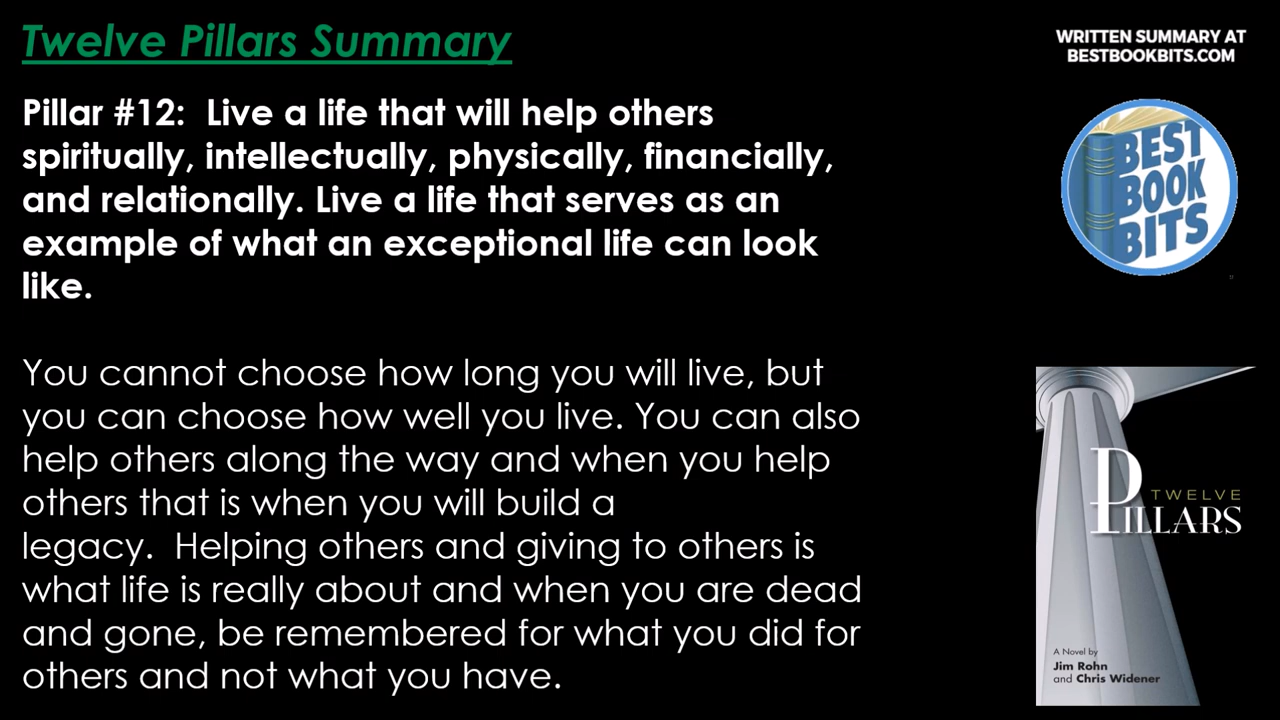 Twelve Pillars Summary
WRITTEN SUMMARY AT
BESTBOOKBITS.COM
Pillar #12:  Live a life that will help others
spiritually, intellectually, physically, financially,
and relationally. Live a life that serves as an
example of what an exceptional life can look
like.
BEST
BOOK
BITS
You cannot choose how long you will live, but
you can choose how well you live. You can also
help others along the way and when you help
others that is when you will build a
legacy.  Helping others and giving to others is
what life is really about and when you are dead
and gone, be remembered for what you did for
others and not what you have.
TWELVE
PILLARS
A Novel by
Jim Rohn
and Chris Widener